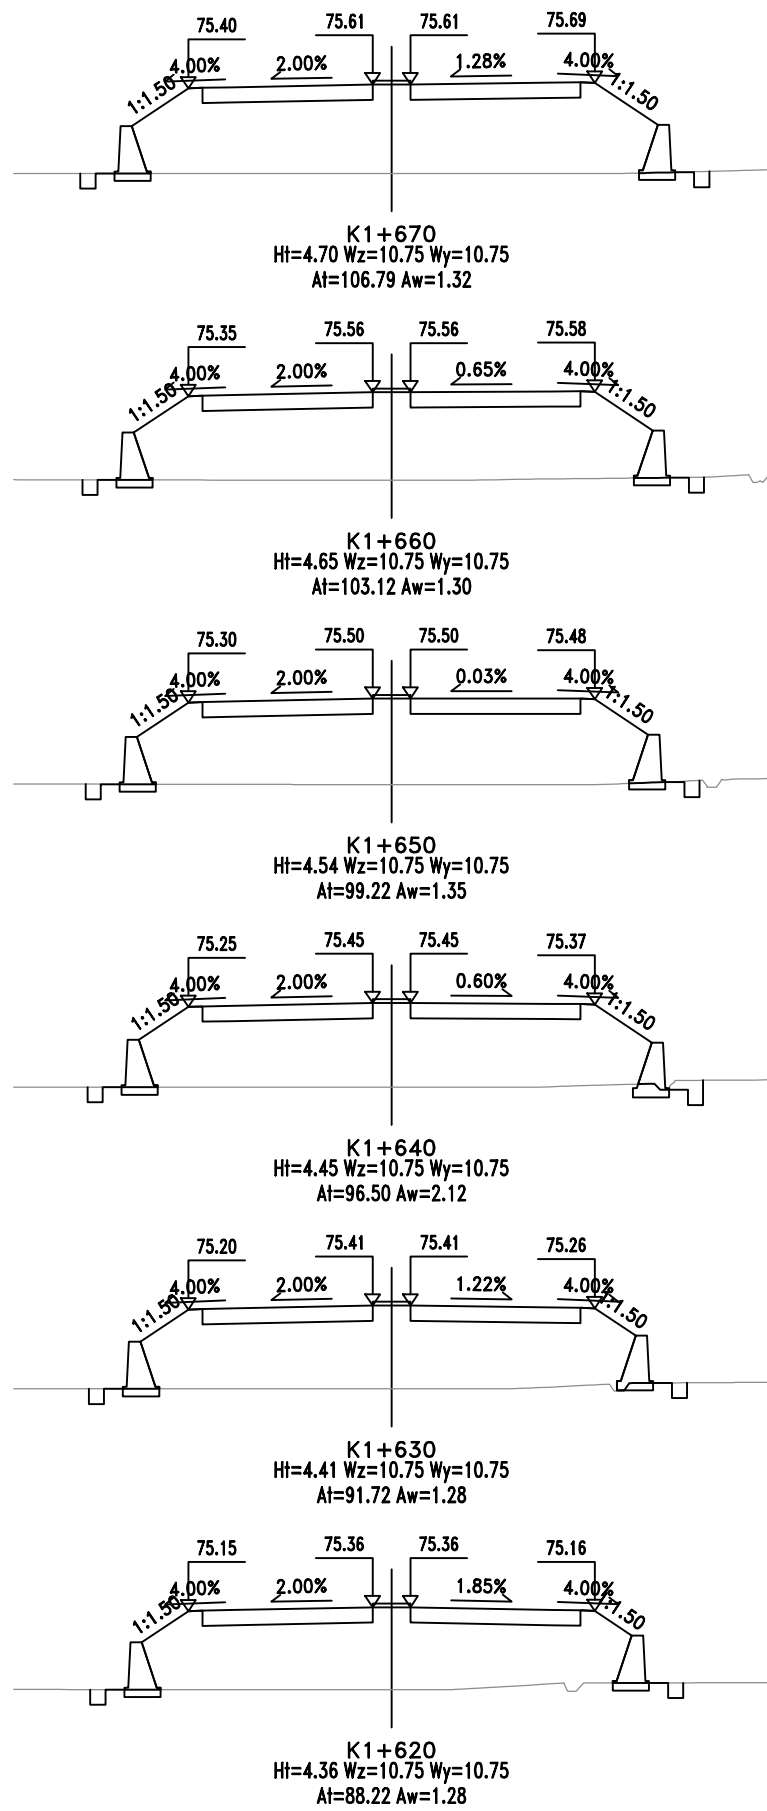 75.40 75.61 75.61 75.69
1:1.50 4.00% 2.00% 1.28% 4.00% 1:1.50
K1+670
Ht=4.70 Wz=10.75 Wy=10.75
At=106.79 Aw=1.32
75.35 75.56 75.56 75.58
1:1.50 4.00% 2.00% 0.65% 4.00% 1:1.50
K1+660
Ht=4.65 Wz=10.75 Wy=10.75
At=103.12 Aw=1.30
75.30 75.50 75.50 75.48
1:1.50 4.00% 2.00% 0.03% 4.00% 1:1.50
K1+650
Ht=4.54 Wz=10.75 Wy=10.75
At=99.22 Aw=1.35
75.25 75.45 75.45 75.37
1:1.50 4.00% 2.00% 0.60% 4.00% 1:1.50
K1+640
Ht=4.45 Wz=10.75 Wy=10.75
At=96.50 Aw=2.12
75.20 75.41 75.41 75.26
1:1.50 4.00% 2.00% 1.22% 4.00% 1:1.50
K1+630
Ht=4.41 Wz=10.75 Wy=10.75
At=91.72 Aw=1.28
75.15 75.36 75.36 75.16
1:1.50 4.00% 2.00% 1.85% 4.00% 1:1.50
K1+620
Ht=4.36 Wz=10.75 Wy=10.75
At=88.22 Aw=1.28